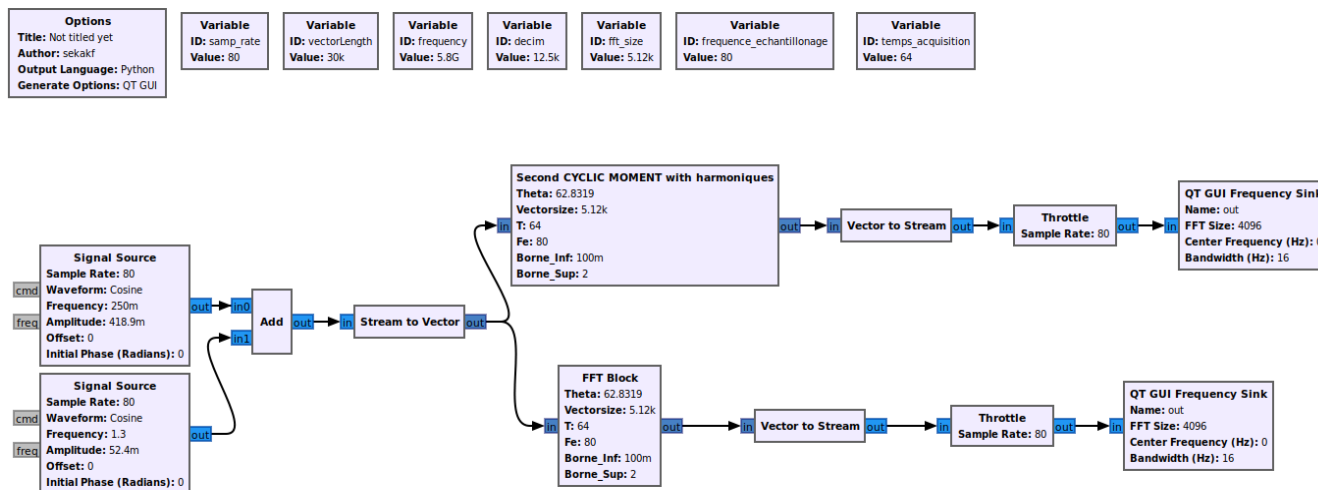 Options
Title: Not titled yet
Author: sekakf
Output Language: Python
Generate Options: QT GUI
Variable
ID: samp_rate
Value: 80
Variable
ID: vectorLength
Value: 30k
Variable
ID: frequency
Value: 5.8G
Variable
ID: decim
Value: 12.5k
Variable
ID: fft_size
Value: 5.12k
Variable
ID: frequence_echantillonage
Value: 80
Variable
ID: temps_acquisition
Value: 64
Signal Source
Sample Rate: 80
Waveform: Cosine
Frequency: 250m
Amplitude: 418.9m
Offset: 0
Initial Phase (Radians): 0
cmd
freq
out
Signal Source
Sample Rate: 80
Waveform: Cosine
Frequency: 1.3
Amplitude: 52.4m
Offset: 0
Initial Phase (Radians): 0
cmd
freq
out
in0
in1
Add
out
in
Stream to Vector
out
Second CYCLIC MOMENT with harmoniques
Theta: 62.8319
Vectorsize: 5.12k
T: 64
Fe: 80
Borne_Inf: 100m
Borne_Sup: 2
in
out
in
Vector to Stream
out
in
Throttle
Sample Rate: 80
out
in
QT GUI Frequency Sink
Name: out
FFT Size: 4096
Center Frequency (Hz): 0
Bandwidth (Hz): 16
FFT Block
Theta: 62.8319
Vectorsize: 5.12k
T: 64
Fe: 80
Borne_Inf: 100m
Borne_Sup: 2
in
out
in
Vector to Stream
out
in
Throttle
Sample Rate: 80
out
in
QT GUI Frequency Sink
Name: out
FFT Size: 4096
Center Frequency (Hz): 0
Bandwidth (Hz): 16